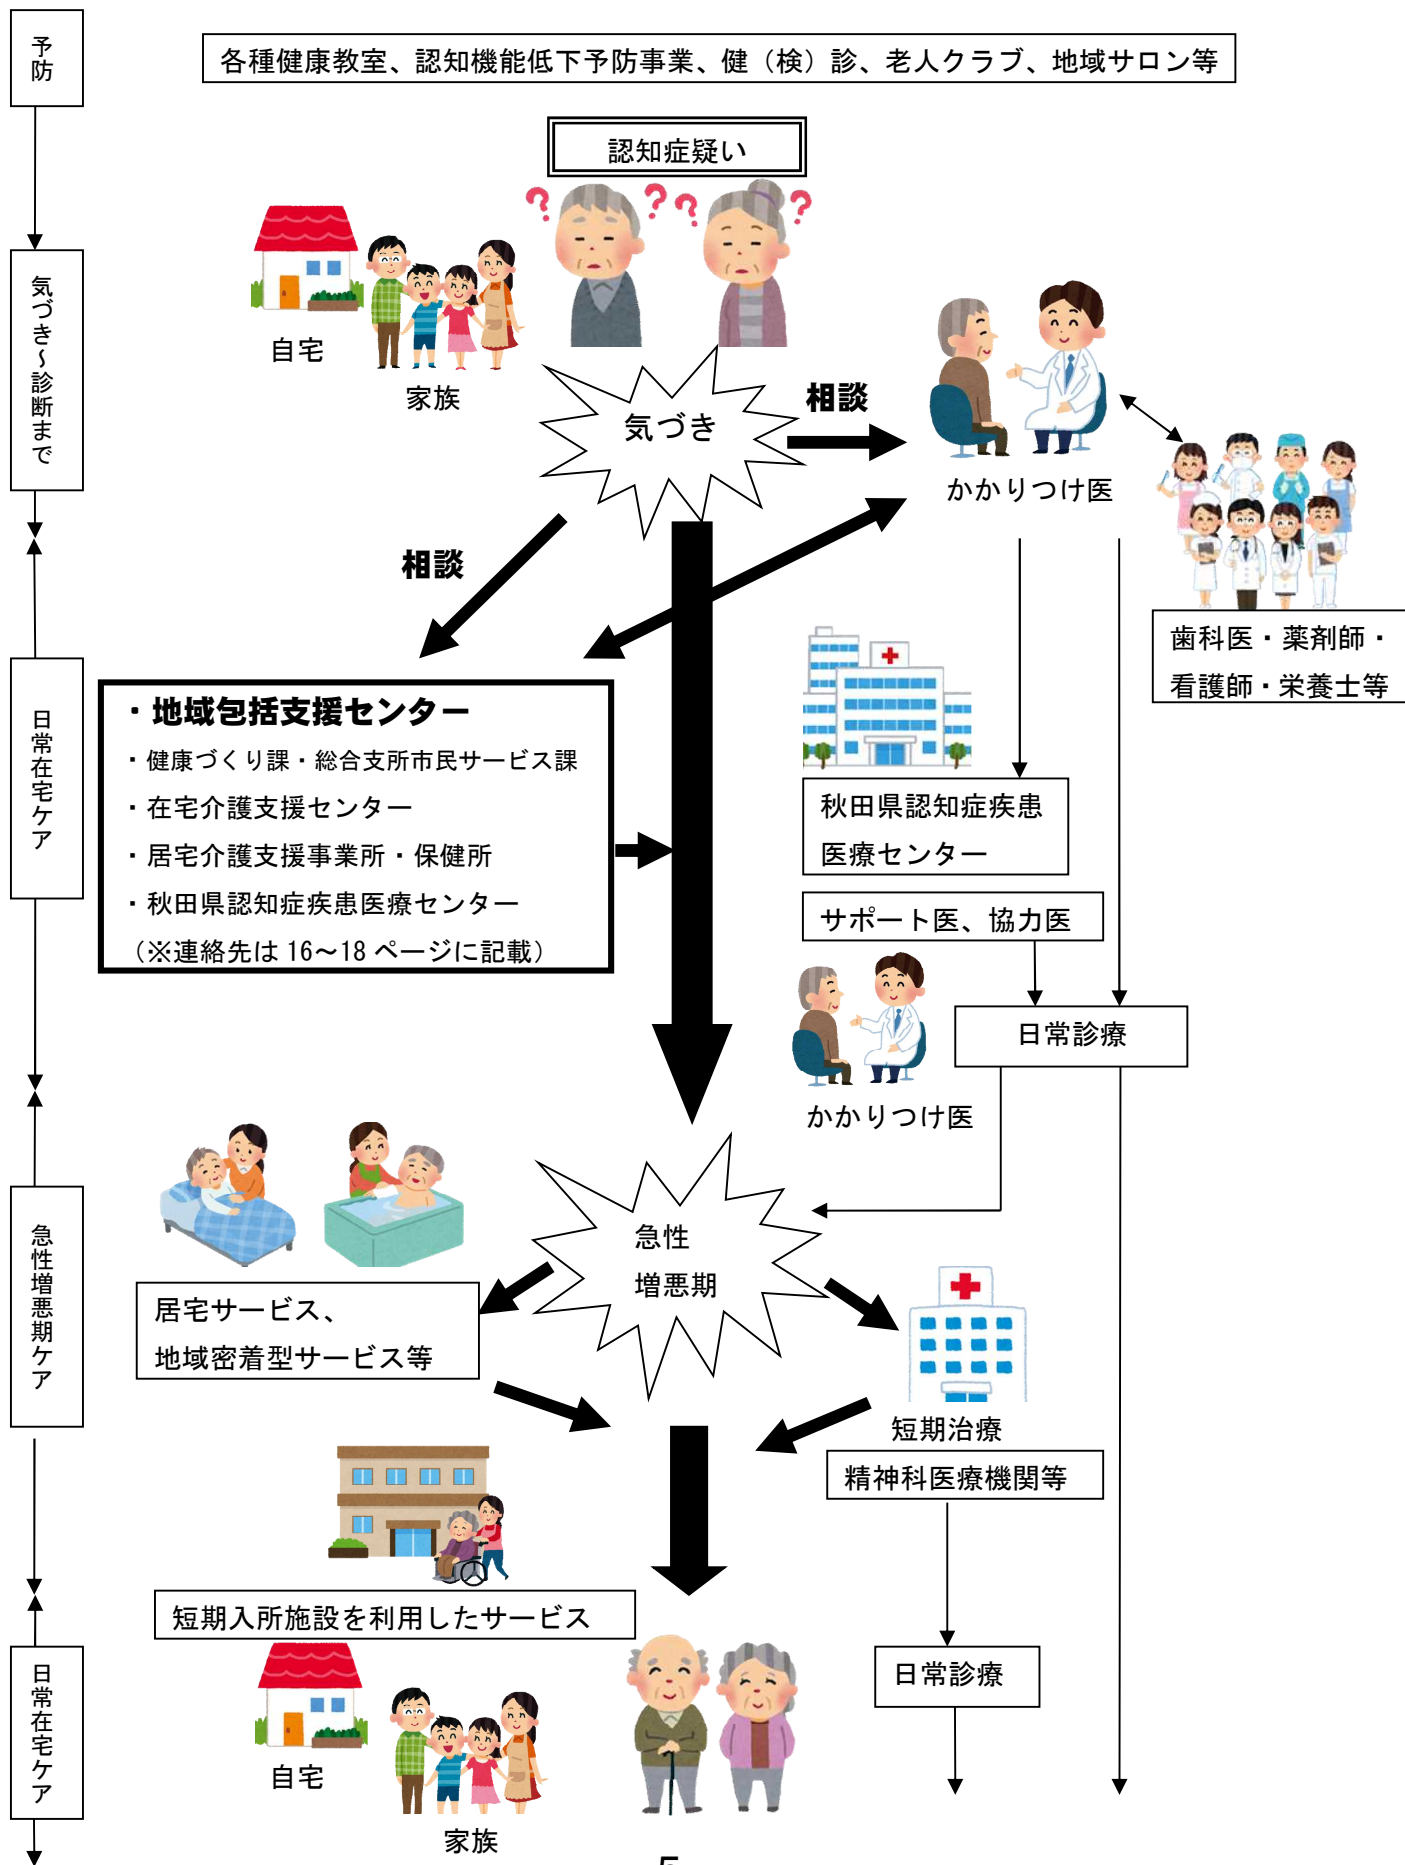 予防
各種健康教室、認知機能低下予防事業、健（検）診、老人クラブ、地域サロン等
認知症疑い
? ? ? ?
気づき～診断まで
自宅
家族
気づき
相談
かかりつけ医
相談
歯科医・薬剤師・
看護師・栄養士等
日常在宅ケア
・地域包括支援センター
・健康づくり課・総合支所市民サービス課
・在宅介護支援センター
・居宅介護支援事業所・保健所
・秋田県認知症疾患医療センター
（※連絡先は 16～18 ページに記載）
秋田県認知症疾患
医療センター
サポート医、協力医
日常診療
かかりつけ医
急性増悪期ケア
急性
増悪期
居宅サービス、
地域密着型サービス等
短期治療
精神科医療機関等
短期入所施設を利用したサービス
日常在宅ケア
日常診療
自宅
家族